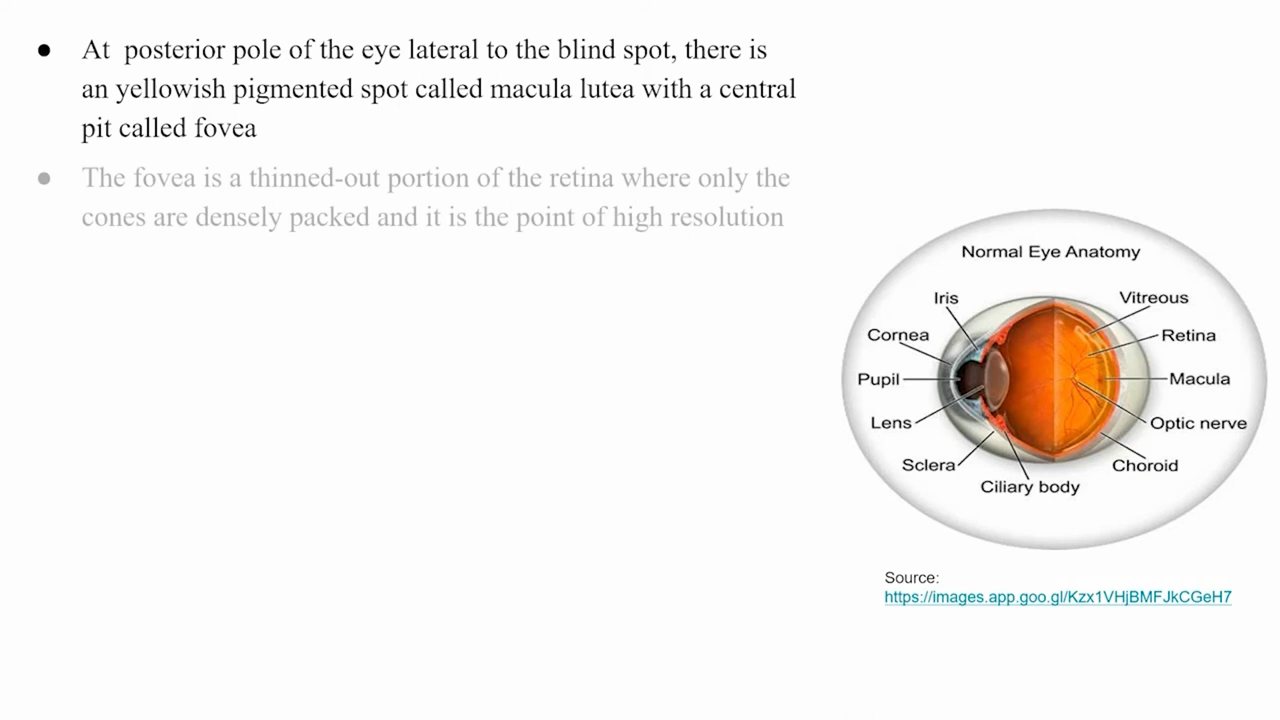 ● At posterior pole of the eye lateral to the blind spot, there is
an yellowish pigmented spot called macula lutea with a central
pit called fovea
● The fovea is a thinned-out portion of the retina where only the
cones are densely packed and it is the point of high resolution
Normal Eye Anatomy
Iris
Vitreous
Cornea
Retina
Pupil
Macula
Lens
Optic nerve
Sclera
Choroid
Ciliary body
Source:
https://images.app.goo.gl/Kzx1VHjBMFJkCGeH7